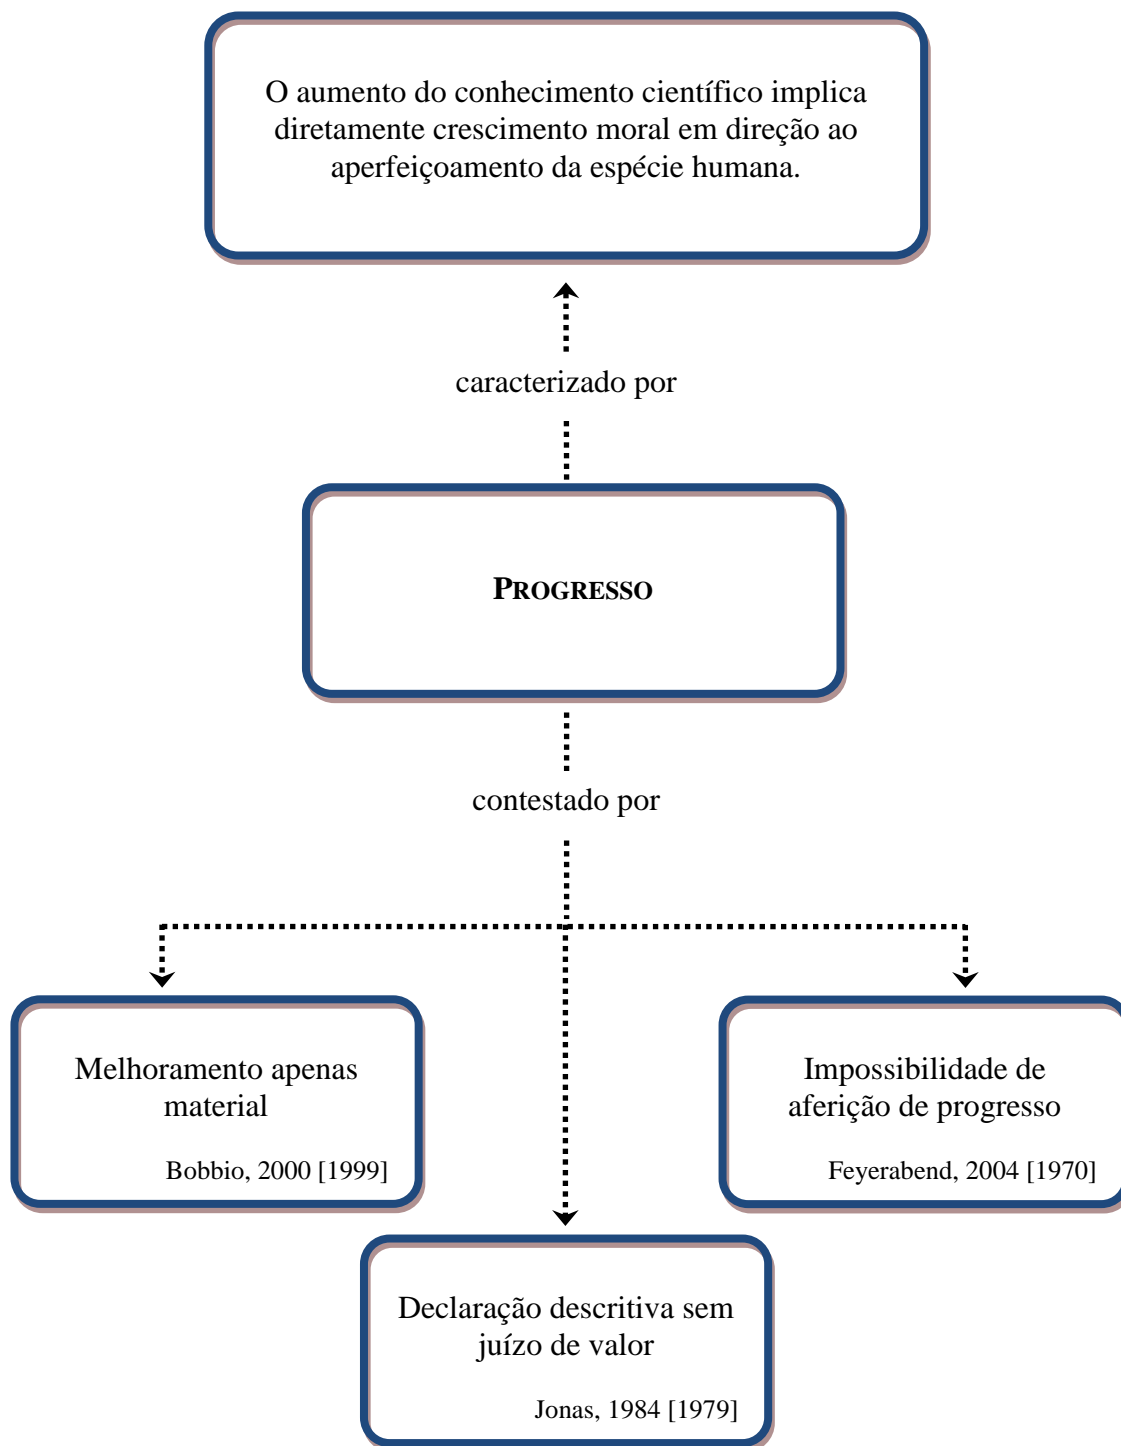 O aumento do conhecimento científico implica
diretamente crescimento moral em direção ao
aperfeiçoamento da espécie humana.
caracterizado por
PROGRESSO
contestado por
Melhoramento apenas
material
Bobbio, 2000 [1999]
Impossibilidade de
aferição de progresso
Feyerabend, 2004 [1970]
Declaração descritiva sem
juízo de valor
Jonas, 1984 [1979]